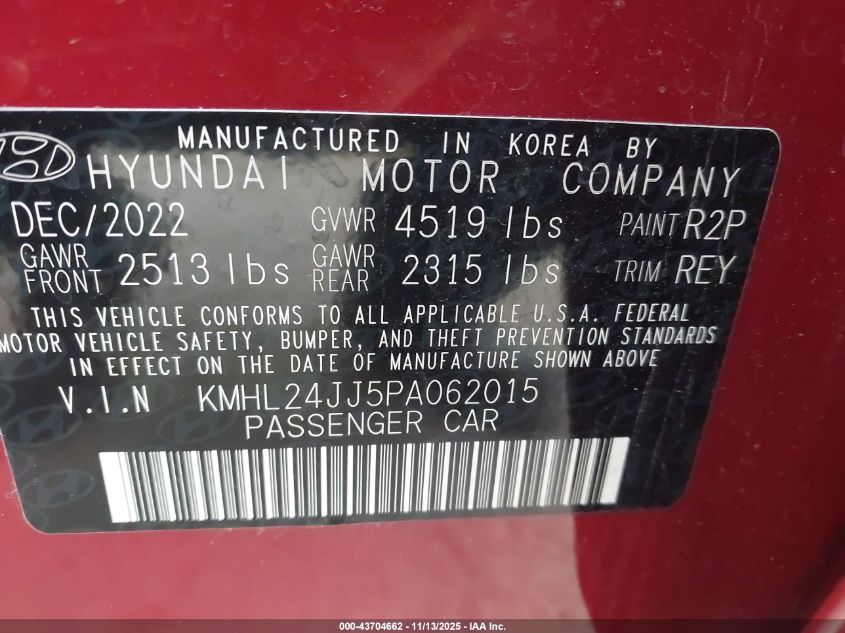 MANUFACTURED IN KOREA BY
HYUNDAI MOTOR COMPANY
DEC/2022 GVWR 4519 lbs PAINT R2P
GAWR FRONT 2513 lbs GAWR REAR 2315 lbs TRIM REY
THIS VEHICLE CONFORMS TO ALL APPLICABLE U.S.A. FEDERAL
MOTOR VEHICLE SAFETY, BUMPER, AND THEFT PREVENTION STANDARDS
IN EFFECT ON THE DATE OF MANUFACTURE SHOWN ABOVE
V.I.N KMHL24JJ5PA062015
PASSENGER CAR
000-43704662 - 11/13/2025 - IAA Inc.